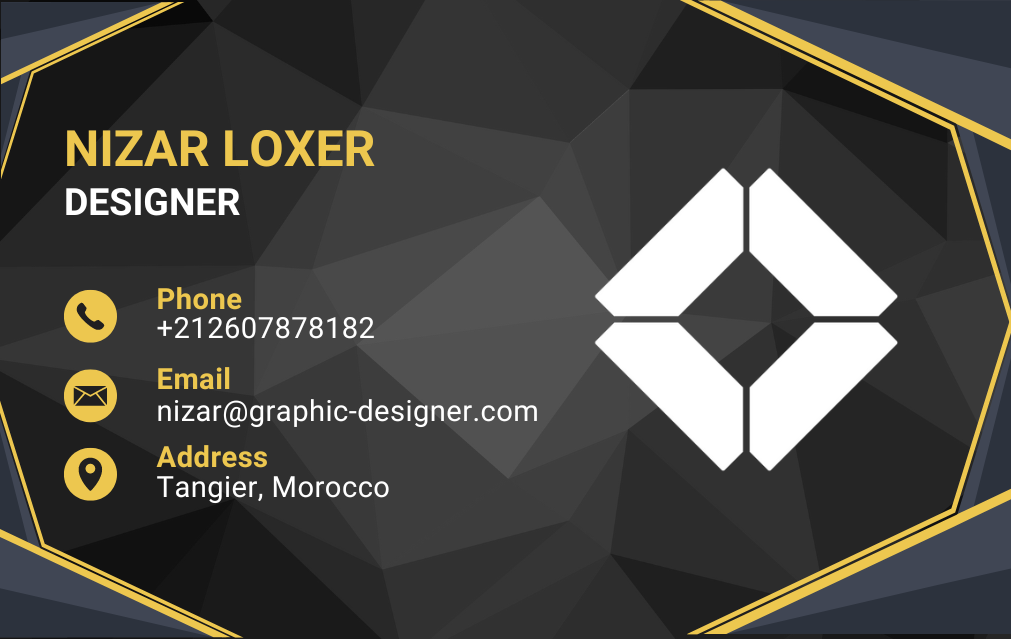 NIZAR LOXER
DESIGNER
Phone
+212607878182
Email
nizar@graphic-designer.com
Address
Tangier, Morocco